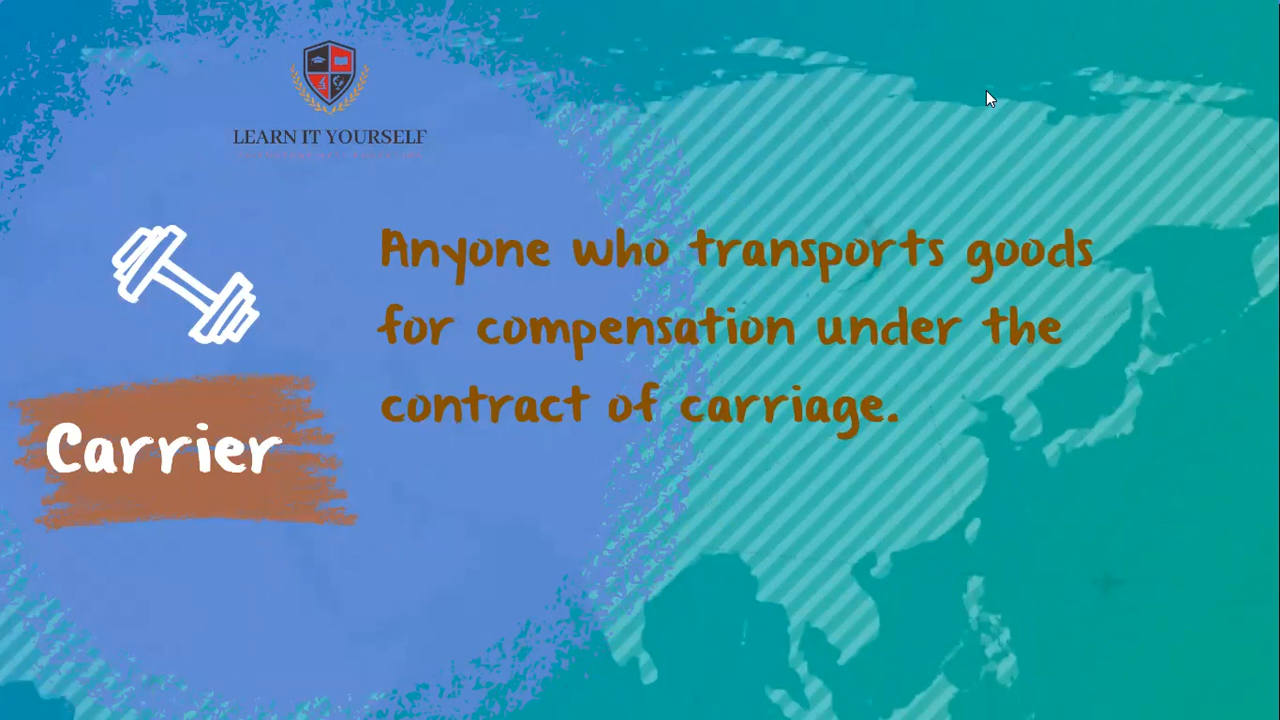 LEARN IT YOURSELF
Anyone who transports goods
for compensation under the
contract of carriage.
Carrier